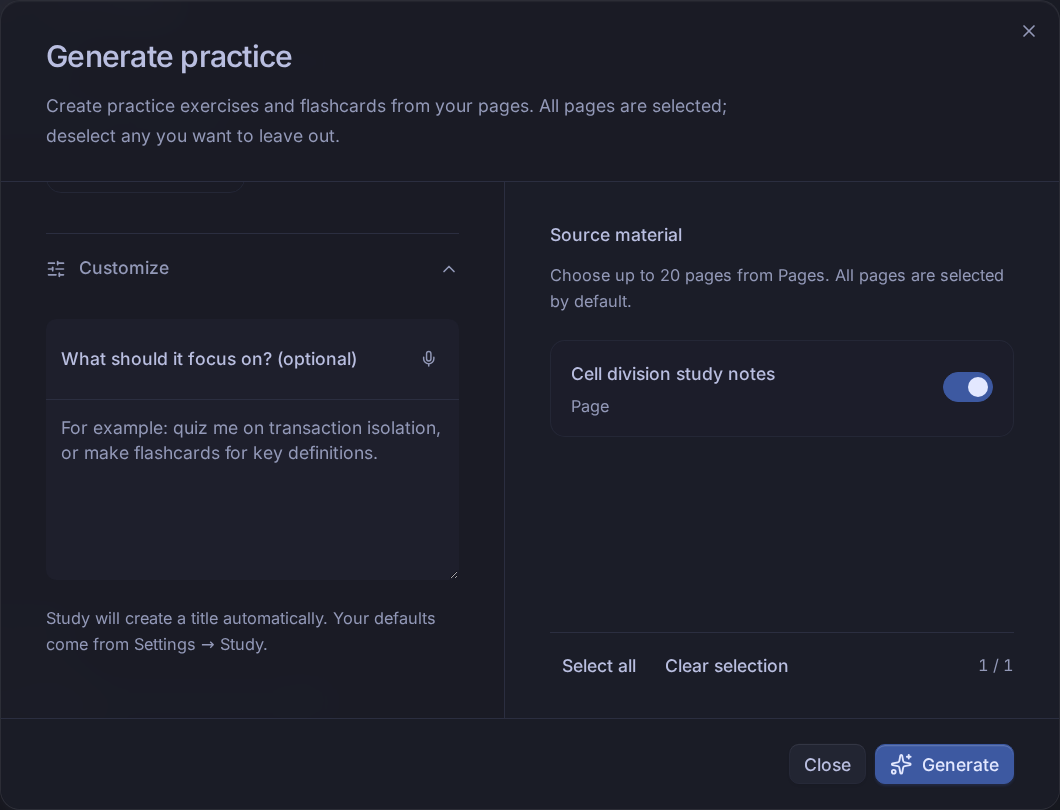 Generate practice
Create practice exercises and flashcards from your pages. All pages are selected;
deselect any you want to leave out.
Customize
What should it focus on? (optional)
For example: quiz me on transaction isolation,
or make flashcards for key definitions.
Study will create a title automatically. Your defaults
come from Settings → Study.
Source material
Choose up to 20 pages from Pages. All pages are selected
by default.
Cell division study notes
Page
Select all
Clear selection
1 / 1
Close
Generate